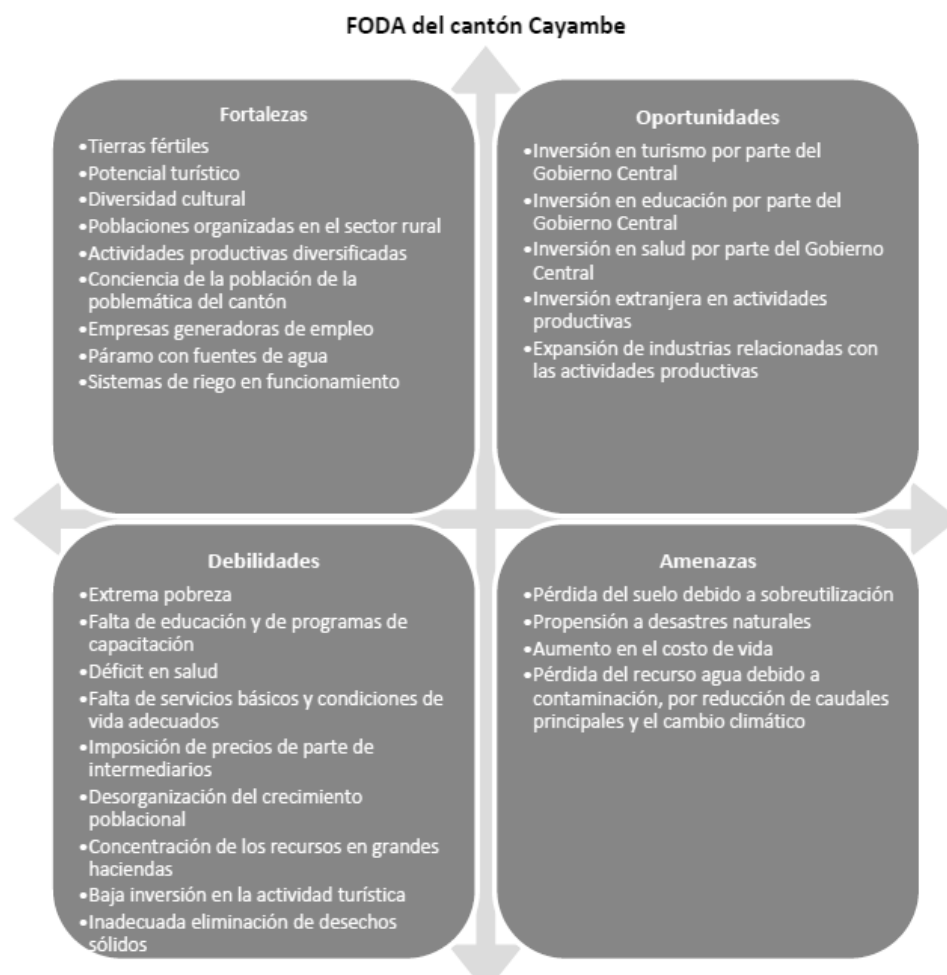 FODA del cantón Cayambe
Fortalezas
•Tierras fértiles
•Potencial turístico
•Diversidad cultural
•Poblaciones organizadas en el sector rural
•Actividades productivas diversificadas
•Conciencia de la población de la
poblemática del cantón
•Empresas generadoras de empleo
•Páramo con fuentes de agua
•Sistemas de riego en funcionamiento
Oportunidades
•Inversión en turismo por parte del
Gobierno Central
•Inversión en educación por parte del
Gobierno Central
•Inversión en salud por parte del Gobierno
Central
•Inversión extranjera en actividades
productivas
•Expansión de industrias relacionadas con
las actividades productivas
Debilidades
•Extrema pobreza
•Falta de educación y de programas de
capacitación
•Déficit en salud
•Falta de servicios básicos y condiciones de
vida adecuados
•Imposición de precios de parte de
intermediarios
•Desorganización del crecimiento
poblacional
•Concentración de los recursos en grandes
haciendas
•Baja inversión en la actividad turística
•Inadecuada eliminación de desechos
sólidos
Amenazas
•Pérdida del suelo debido a sobreutilización
•Propensión a desastres naturales
•Aumento en el costo de vida
•Pérdida del recurso agua debido a
contaminación, por reducción de caudales
principales y el cambio climático